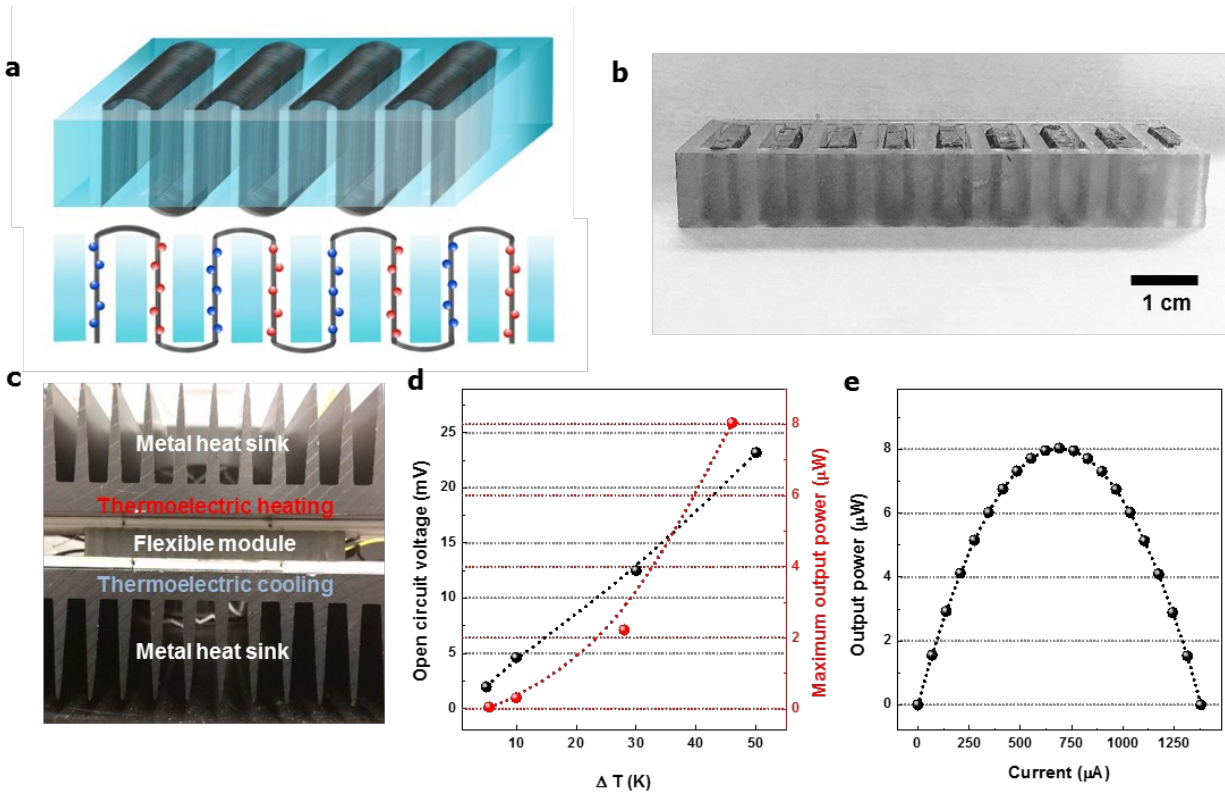 a
b
1 cm
c
Metal heat sink
Thermoelectric heating
Flexible module
Thermoelectric cooling
Metal heat sink
d
Open circuit voltage (mV)
25
20
15
10
5
0
10
20
30
40
50
Δ T (K)
8
6
4
2
0
Maximum output power (μW)
e
Output power (μW)
8
6
4
2
0
0
250
500
750
1000
1250
Current (μA)